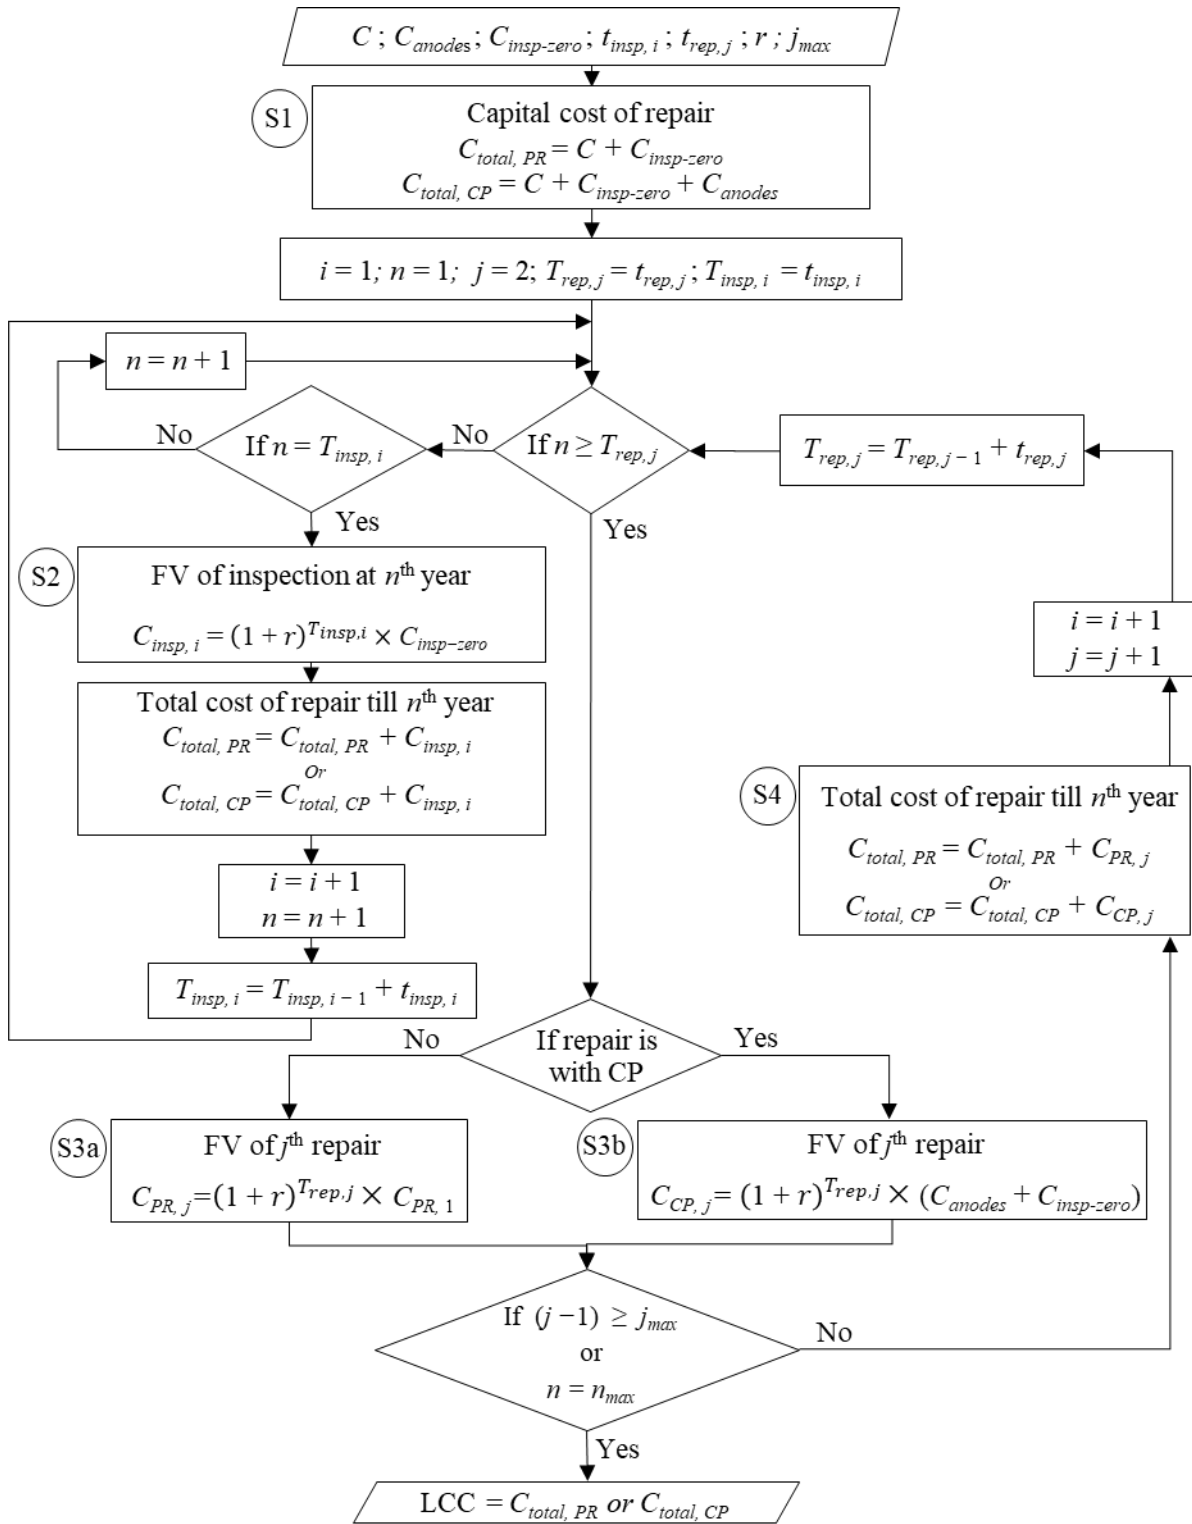 C ; C_anodes; C_insp-zero; t_insp, i ; t_rep, j ; r ; j_max
S1
Capital cost of repair
C_total, PR = C + C_insp-zero
C_total, CP = C + C_insp-zero + C_anodes
i = 1; n = 1; j = 2; T_rep, j = t_rep, j ; T_insp, i = t_insp, i
n = n + 1
No
If n = T_insp, i
No
If n ≥ T_rep, j
T_rep, j = T_rep, j − 1 + t_rep, j
Yes
Yes
S2
FV of inspection at nth year
C_insp, i = (1 + r)^T_insp,i × C_insp−zero
i = i + 1
j = j + 1
Total cost of repair till nth year
C_total, PR = C_total, PR + C_insp, i
Or
C_total, CP = C_total, CP + C_insp, i
S4
Total cost of repair till nth year
C_total, PR = C_total, PR + C_PR, j
Or
C_total, CP = C_total, CP + C_CP, j
i = i + 1
n = n + 1
T_insp, i = T_insp, i − 1 + t_insp, i
No
If repair is
with CP
Yes
S3a
FV of jth repair
C_PR, j =(1 + r)^T_rep,j × C_PR, 1
S3b
FV of jth repair
C_CP, j = (1 + r)^T_rep,j × (C_anodes + C_insp-zero)
If (j −1) ≥ j_max
or
n = n_max
No
Yes
LCC = C_total, PR or C_total, CP